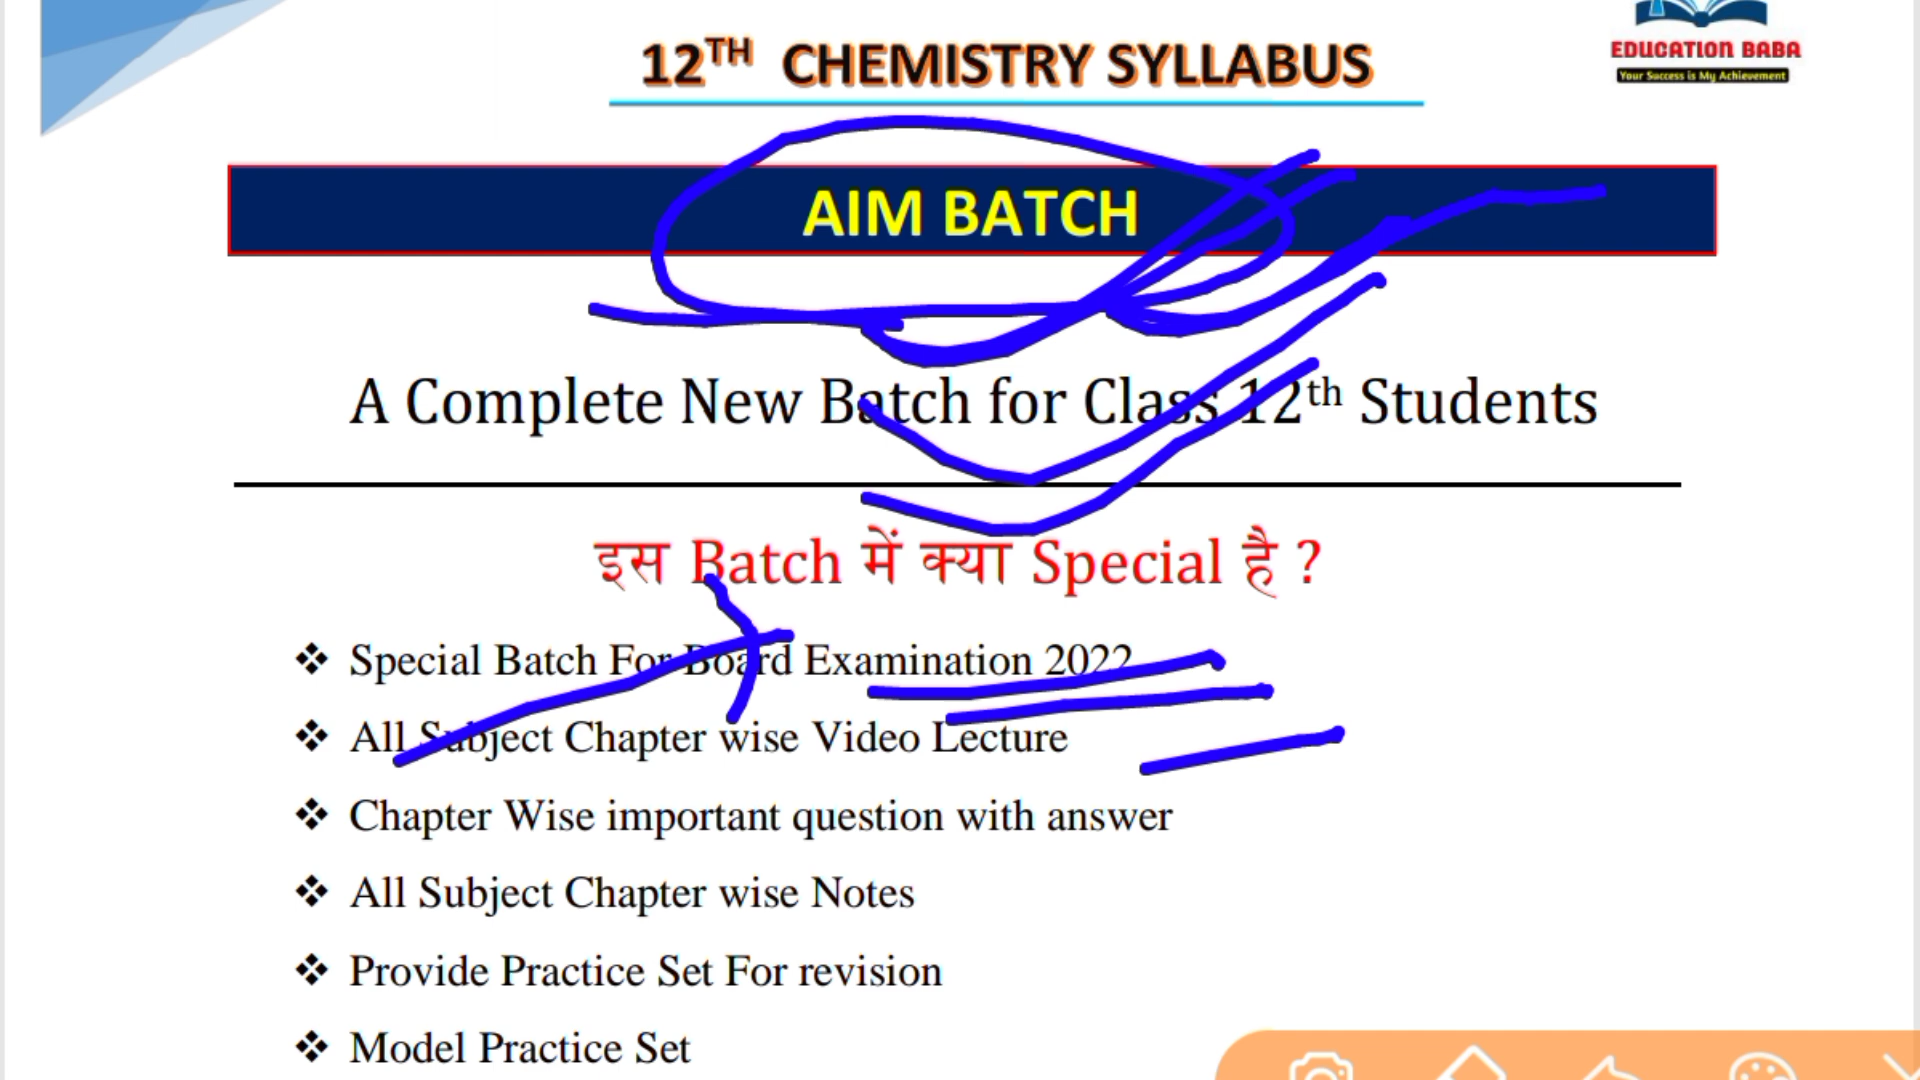 12TH CHEMISTRY SYLLABUS
EDUCATION BABA
Your Success is My Achievement
AIM BATCH
A Complete New Batch for Class 12th Students
इस Batch में क्या Special है ?
❖ Special Batch For Board Examination 2022
❖ All Subject Chapter wise Video Lecture
❖ Chapter Wise important question with answer
❖ All Subject Chapter wise Notes
❖ Provide Practice Set For revision
❖ Model Practice Set